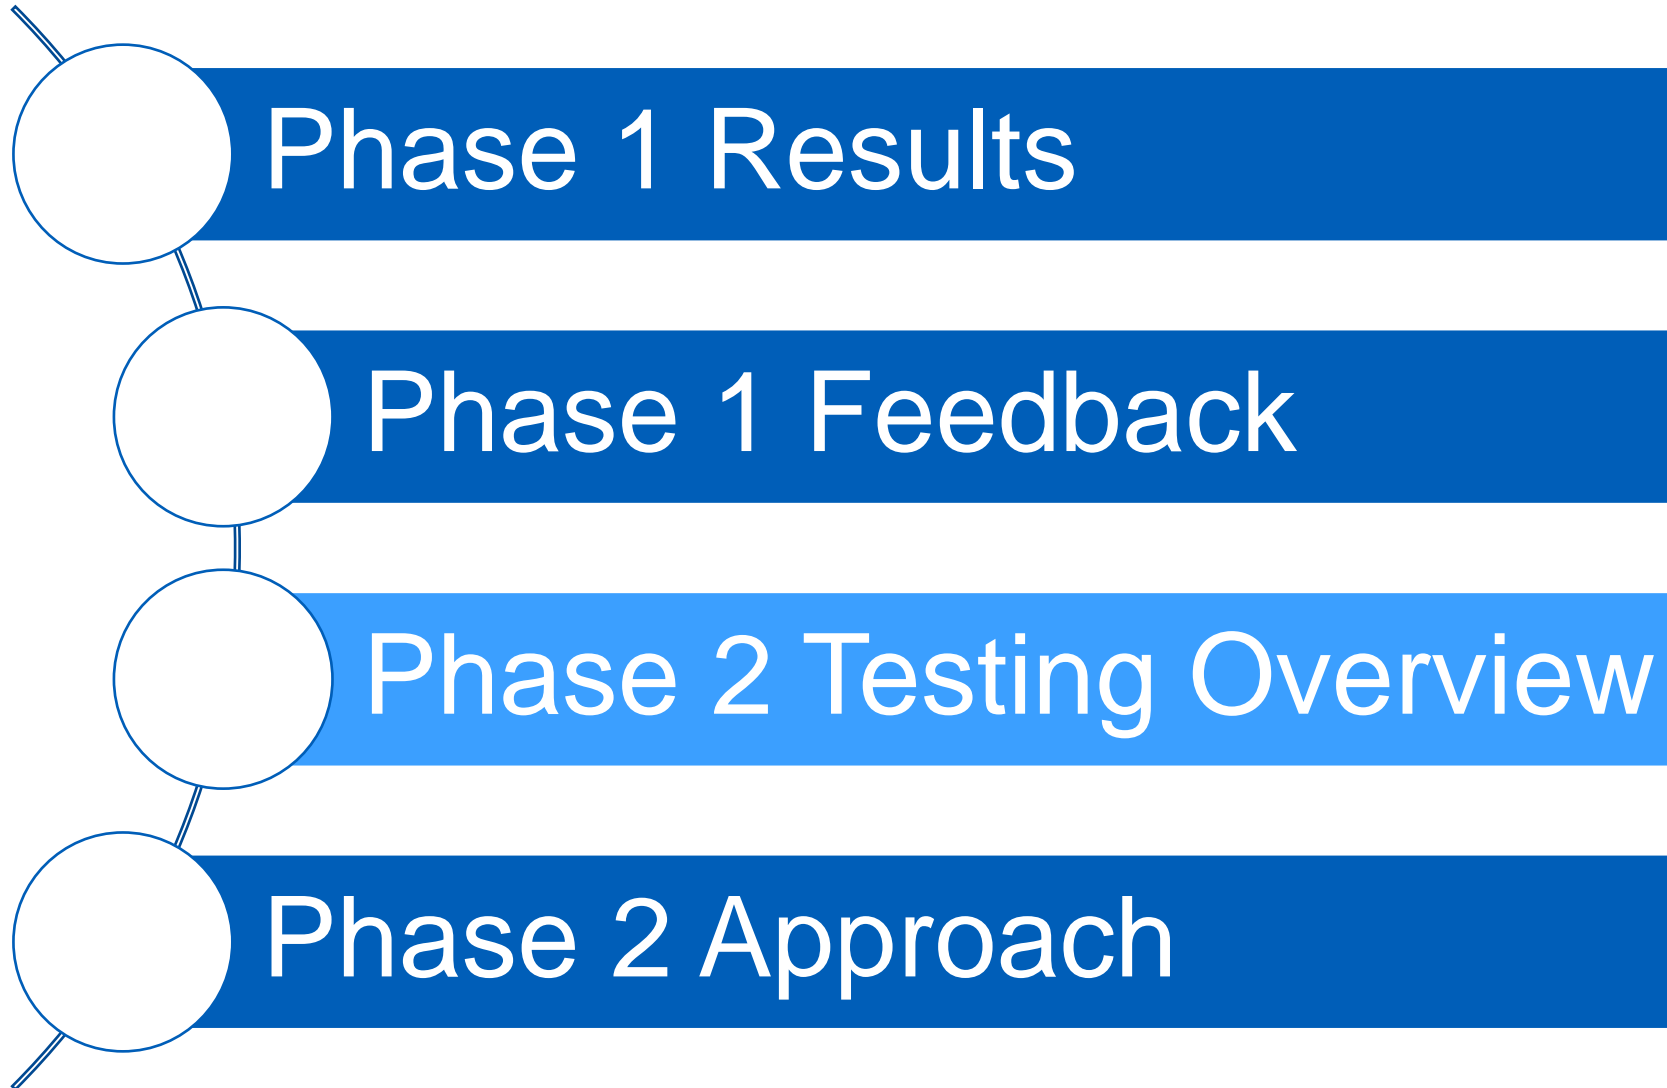 Phase 1 Results
Phase 1 Feedback
Phase 2 Testing Overview
Phase 2 Approach